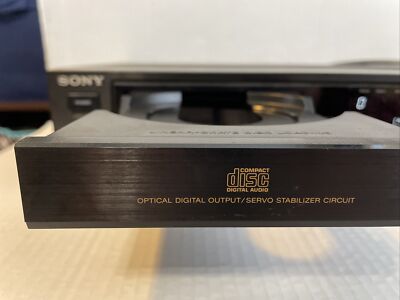 SONY
COMPACT
disc
DIGITAL AUDIO
OPTICAL DIGITAL OUTPUT/SERVO STABILIZER CIRCUIT